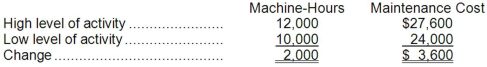 Machine-Hours Maintenance Cost
High level of activity ........................ 12,000 $27,600
Low level of activity ......................... 10,000 24,000
Change .......................................... 2,000 $ 3,600